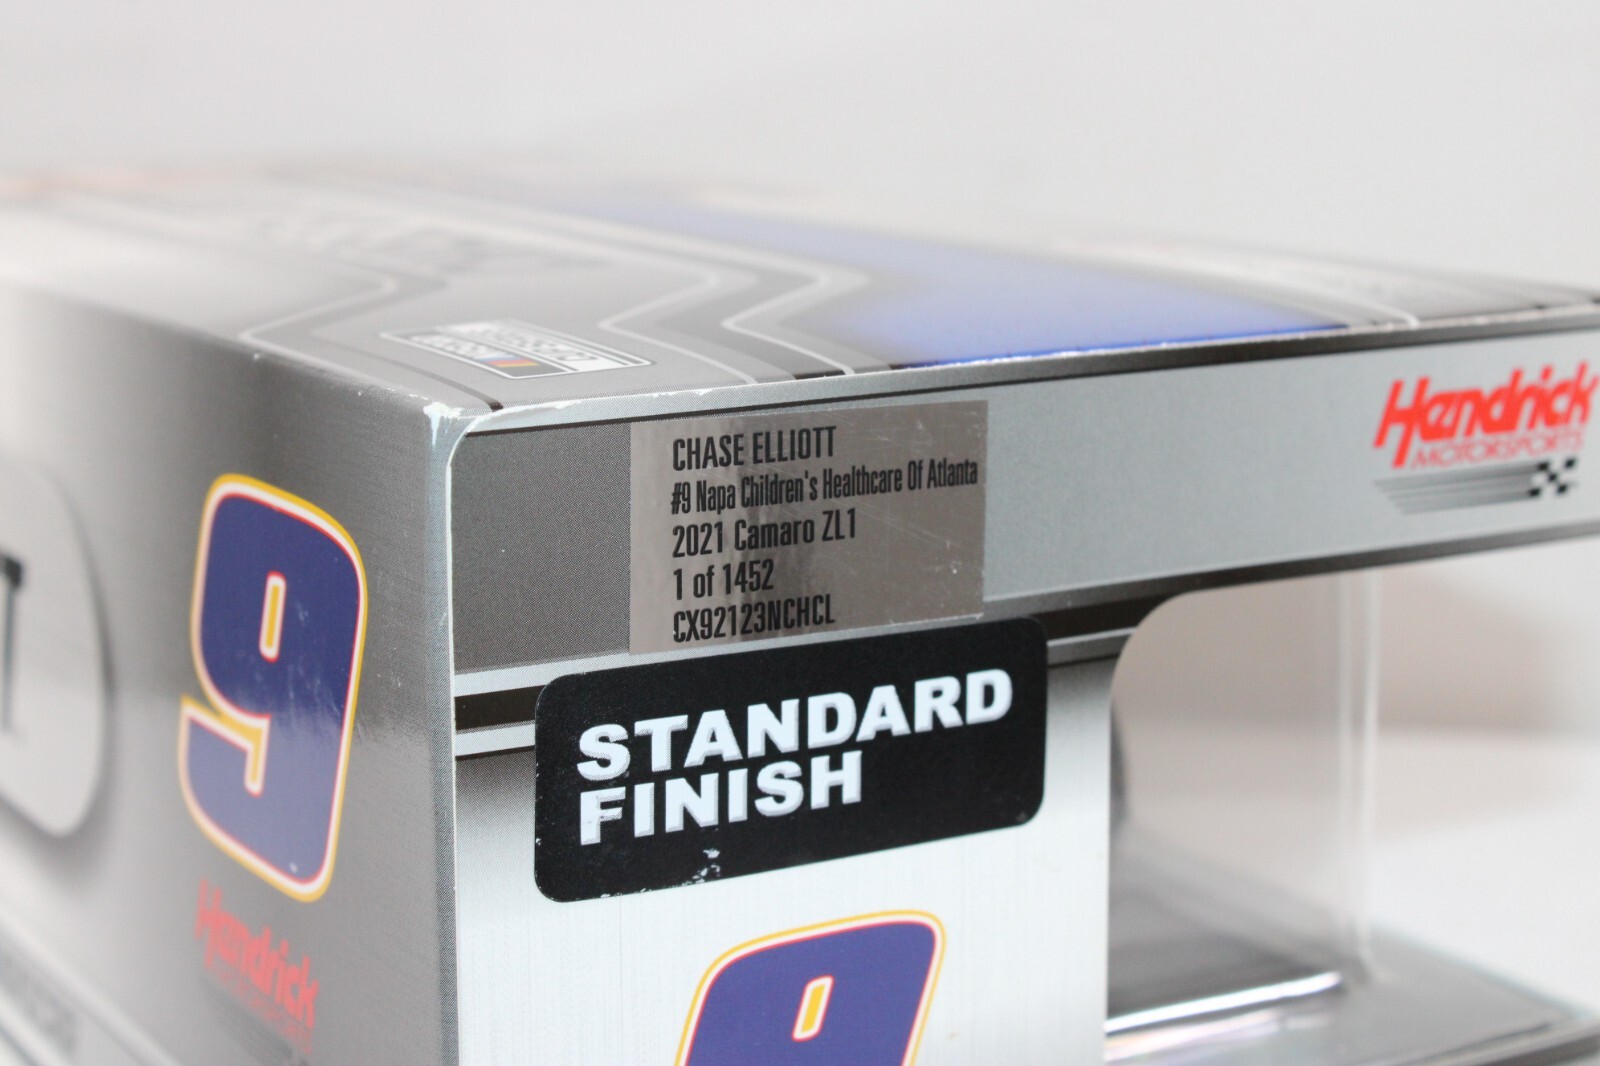 CHASE ELLIOTT
#9 Napa Children's Healthcare Of Atlanta
2021 Camaro ZL1
1 of 1452
CX92123NCHCL
Hendrick
MOTORSPORTS
STANDARD
FINISH
9
Hendrick
9